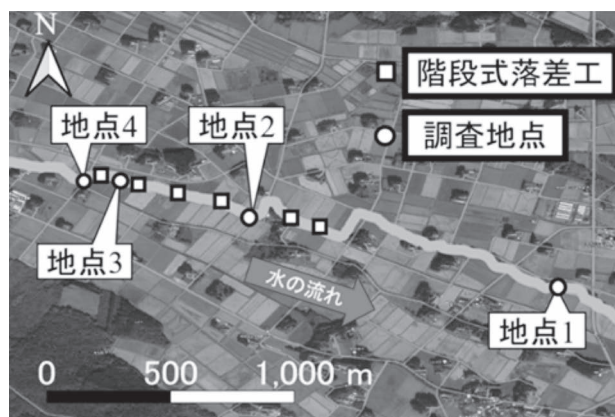 N
階段式落差工
調査地点
地点4
地点2
地点3
水の流れ
地点1
0 500 1,000 m